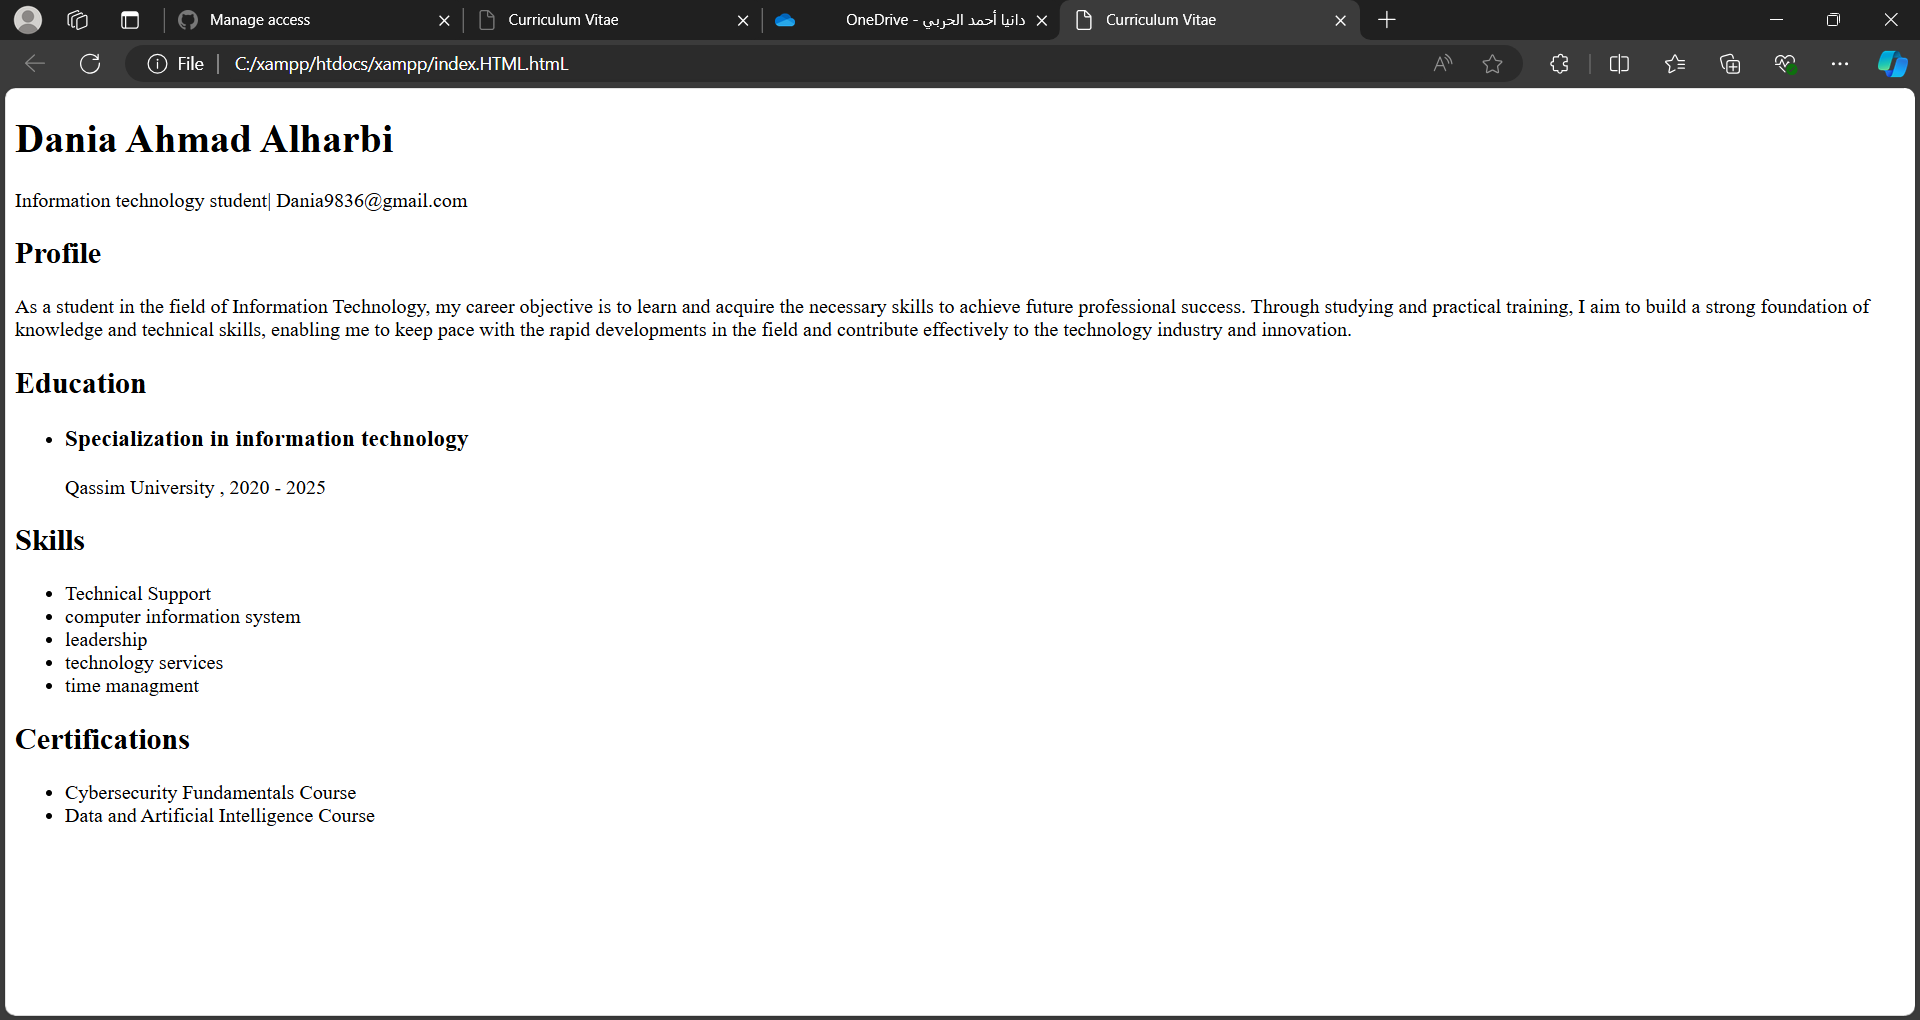 Manage access
Curriculum Vitae
دانيا أحمد الحربي - OneDrive
Curriculum Vitae
File
C:/xampp/htdocs/xampp/index.HTML.htmL
Dania Ahmad Alharbi
Information technology student| Dania9836@gmail.com
Profile
As a student in the field of Information Technology, my career objective is to learn and acquire the necessary skills to achieve future professional success. Through studying and practical training, I aim to build a strong foundation of
knowledge and technical skills, enabling me to keep pace with the rapid developments in the field and contribute effectively to the technology industry and innovation.
Education
• Specialization in information technology
Qassim University , 2020 - 2025
Skills
• Technical Support
• computer information system
• leadership
• technology services
• time managment
Certifications
• Cybersecurity Fundamentals Course
• Data and Artificial Intelligence Course